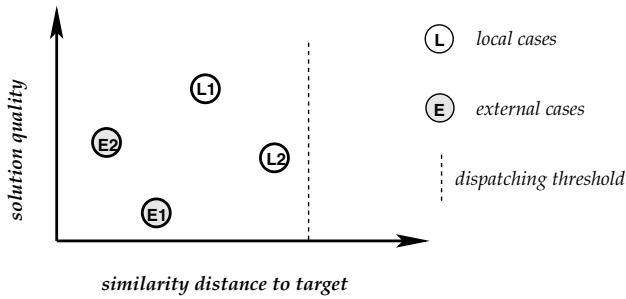 solution quality
L1
E2
L2
E1
similarity distance to target
L local cases
E external cases
dispatching threshold